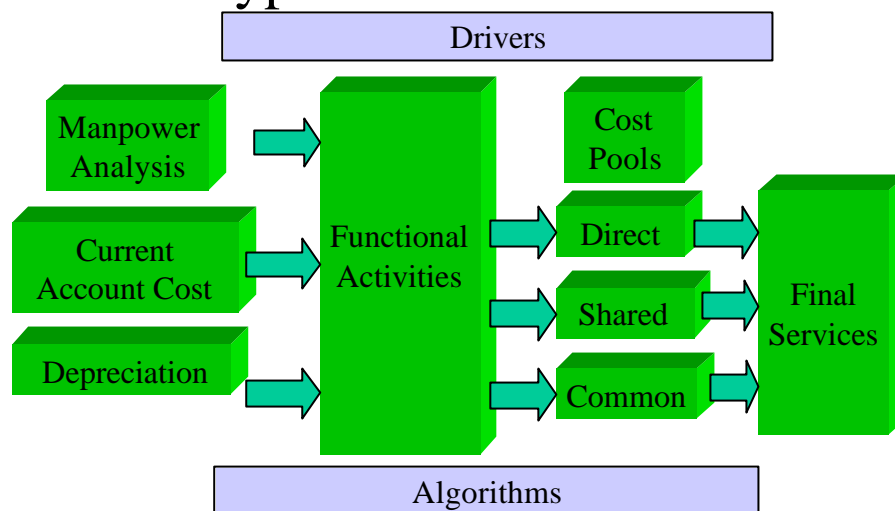 Drivers
Manpower
Analysis
Current
Account Cost
Depreciation
Functional
Activities
Cost
Pools
Direct
Shared
Common
Final
Services
Algorithms